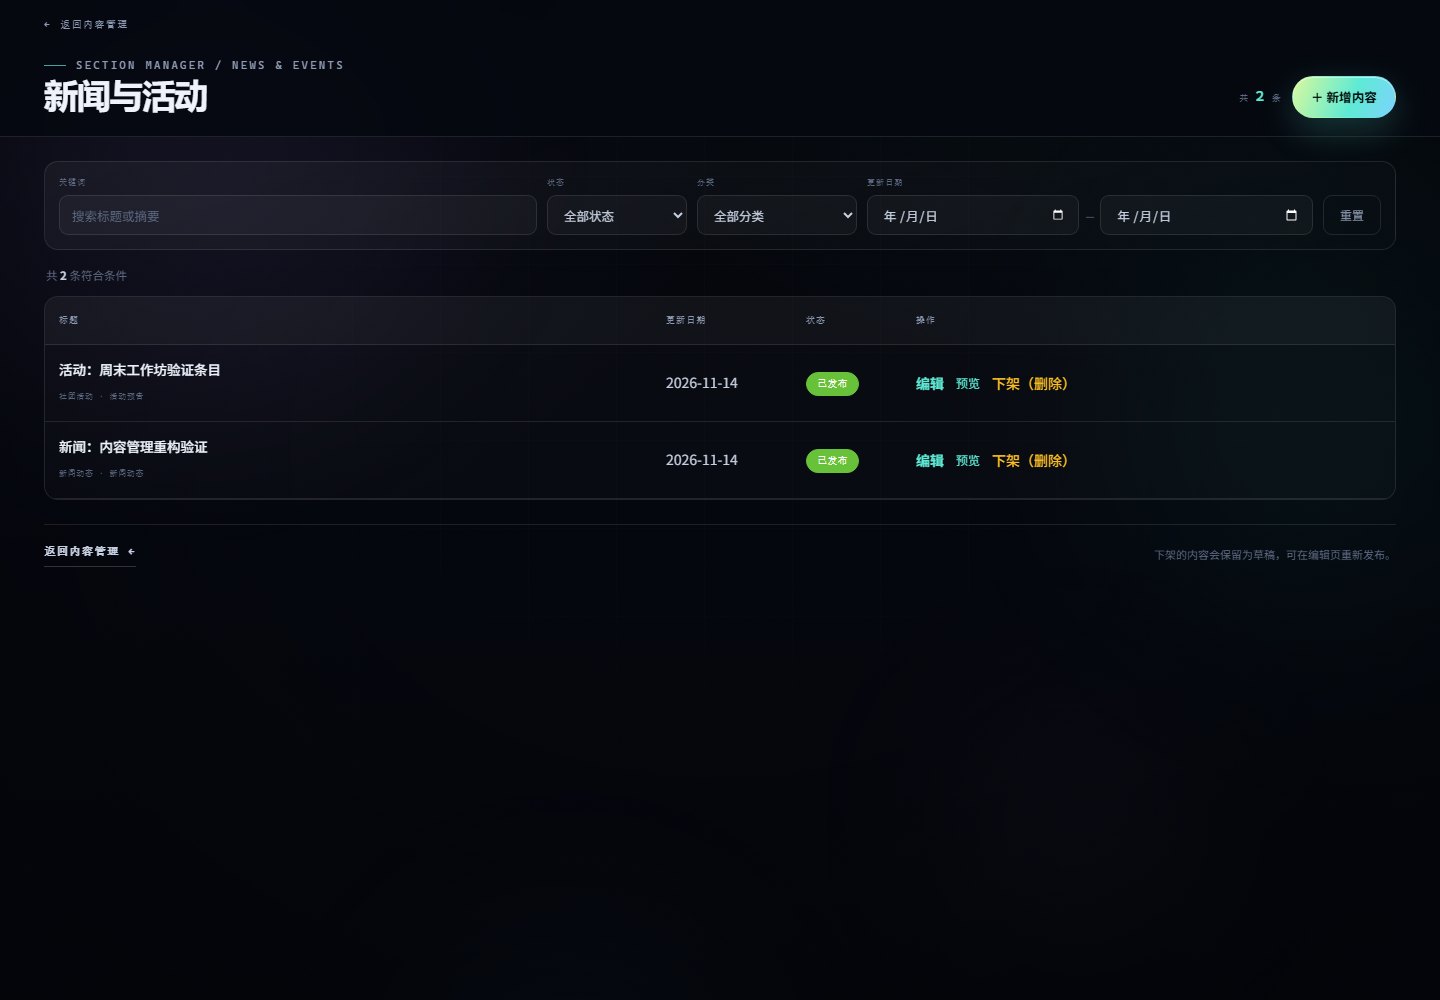 ← 返回内容管理
SECTION MANAGER / NEWS & EVENTS
新闻与活动
共 2 条
＋ 新增内容
关键词 状态 分类 更新日期
搜索标题或摘要 全部状态 全部分类 年 /月/日 — 年 /月/日 重置
共 2 条符合条件
标题 更新日期 状态 操作
活动：周末工作坊验证条目
社团活动 · 活动预告
2026-11-14 已发布 编辑 预览 下架（删除）
新闻：内容管理重构验证
新闻动态 · 新闻动态
2026-11-14 已发布 编辑 预览 下架（删除）
返回内容管理 ←
下架的内容会保留为草稿，可在编辑页重新发布。